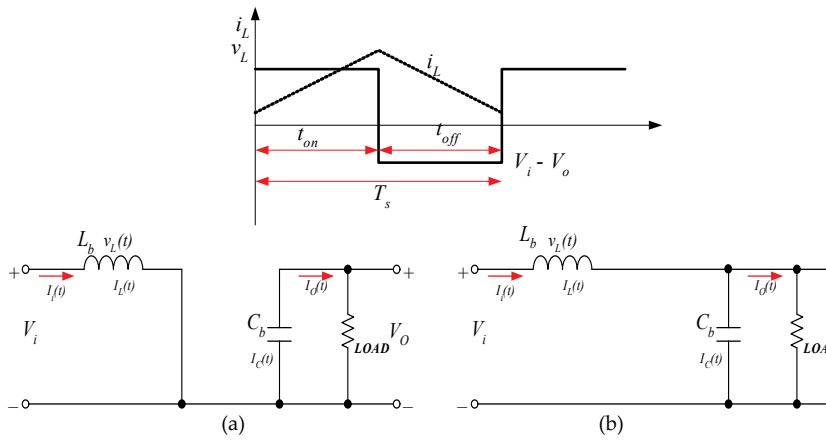 i_L
v_L
i_L
t_on
t_off
V_i - V_o
T_s
L_b v_L(t)
I_i(t) I_L(t)
I_O(t)
+ +
V_i
C_b
I_C(t)
LOAD
V_O
− −
(a)
L_b v_L(t)
I_i(t) I_L(t)
I_O(t)
+
V_i
C_b
I_C(t)
LOA
−
(b)